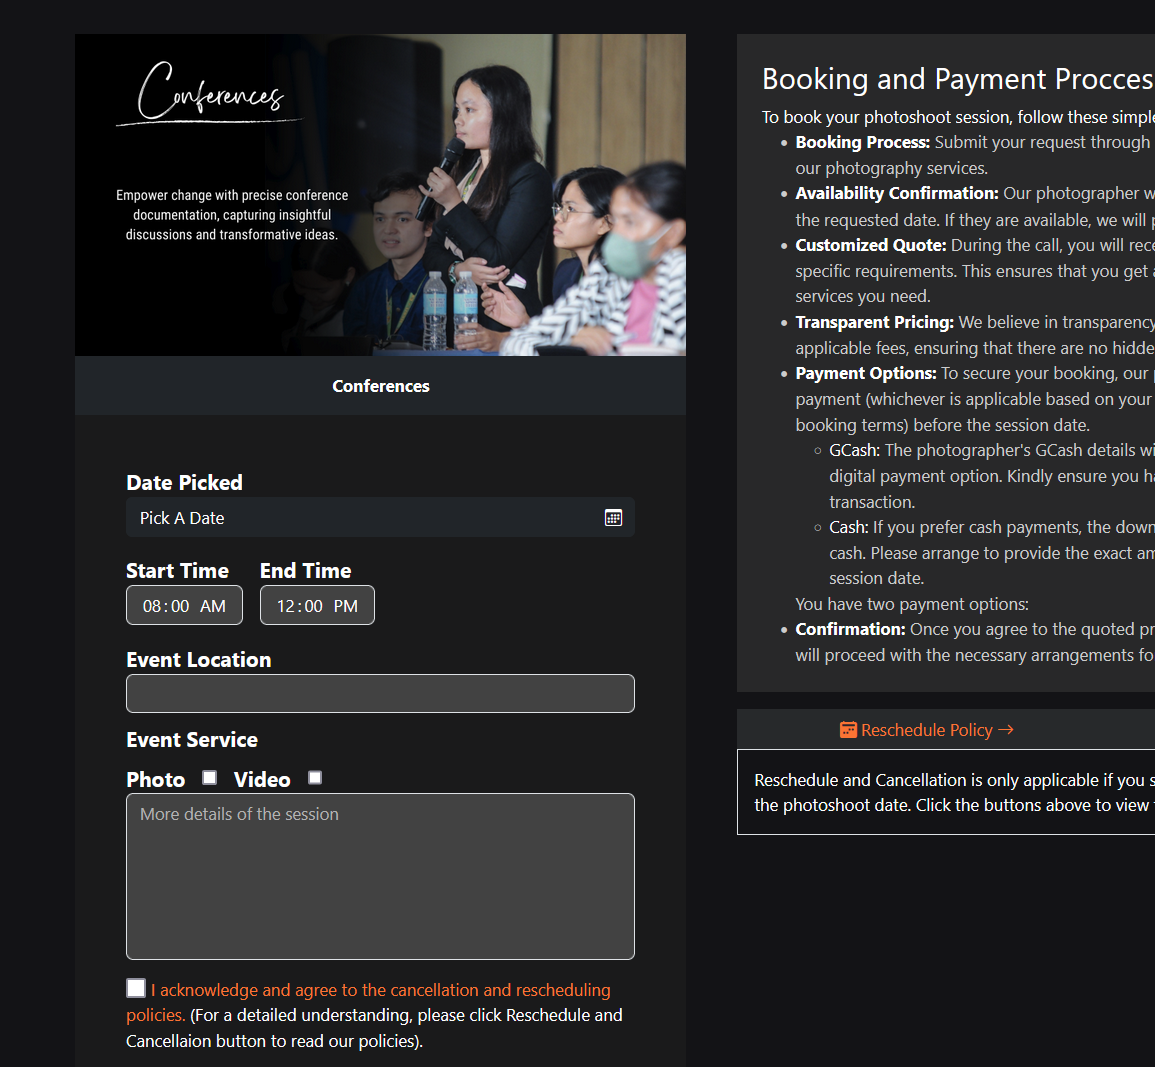 Conferences
Empower change with precise conference
documentation, capturing insightful
discussions and transformative ideas.
Conferences
Date Picked
Pick A Date
Start Time End Time
08:00 AM 12:00 PM
Event Location
Event Service
Photo Video
More details of the session
I acknowledge and agree to the cancellation and rescheduling
policies. (For a detailed understanding, please click Reschedule and
Cancellaion button to read our policies).
Booking and Payment Procces
To book your photoshoot session, follow these simple
Booking Process: Submit your request through
our photography services.
Availability Confirmation: Our photographer
the requested date. If they are available, we will
Customized Quote: During the call, you will
specific requirements. This ensures that you get
services you need.
Transparent Pricing: We believe in transparency
applicable fees, ensuring that there are no
Payment Options: To secure your booking, our
payment (whichever is applicable based on your
booking terms) before the session date.
GCash: The photographer's GCash details
digital payment option. Kindly ensure you
transaction.
Cash: If you prefer cash payments, the down
cash. Please arrange to provide the exact
session date.
You have two payment options:
Confirmation: Once you agree to the quoted
will proceed with the necessary arrangements
Reschedule Policy →
Reschedule and Cancellation is only applicable if you
the photoshoot date. Click the buttons above to view